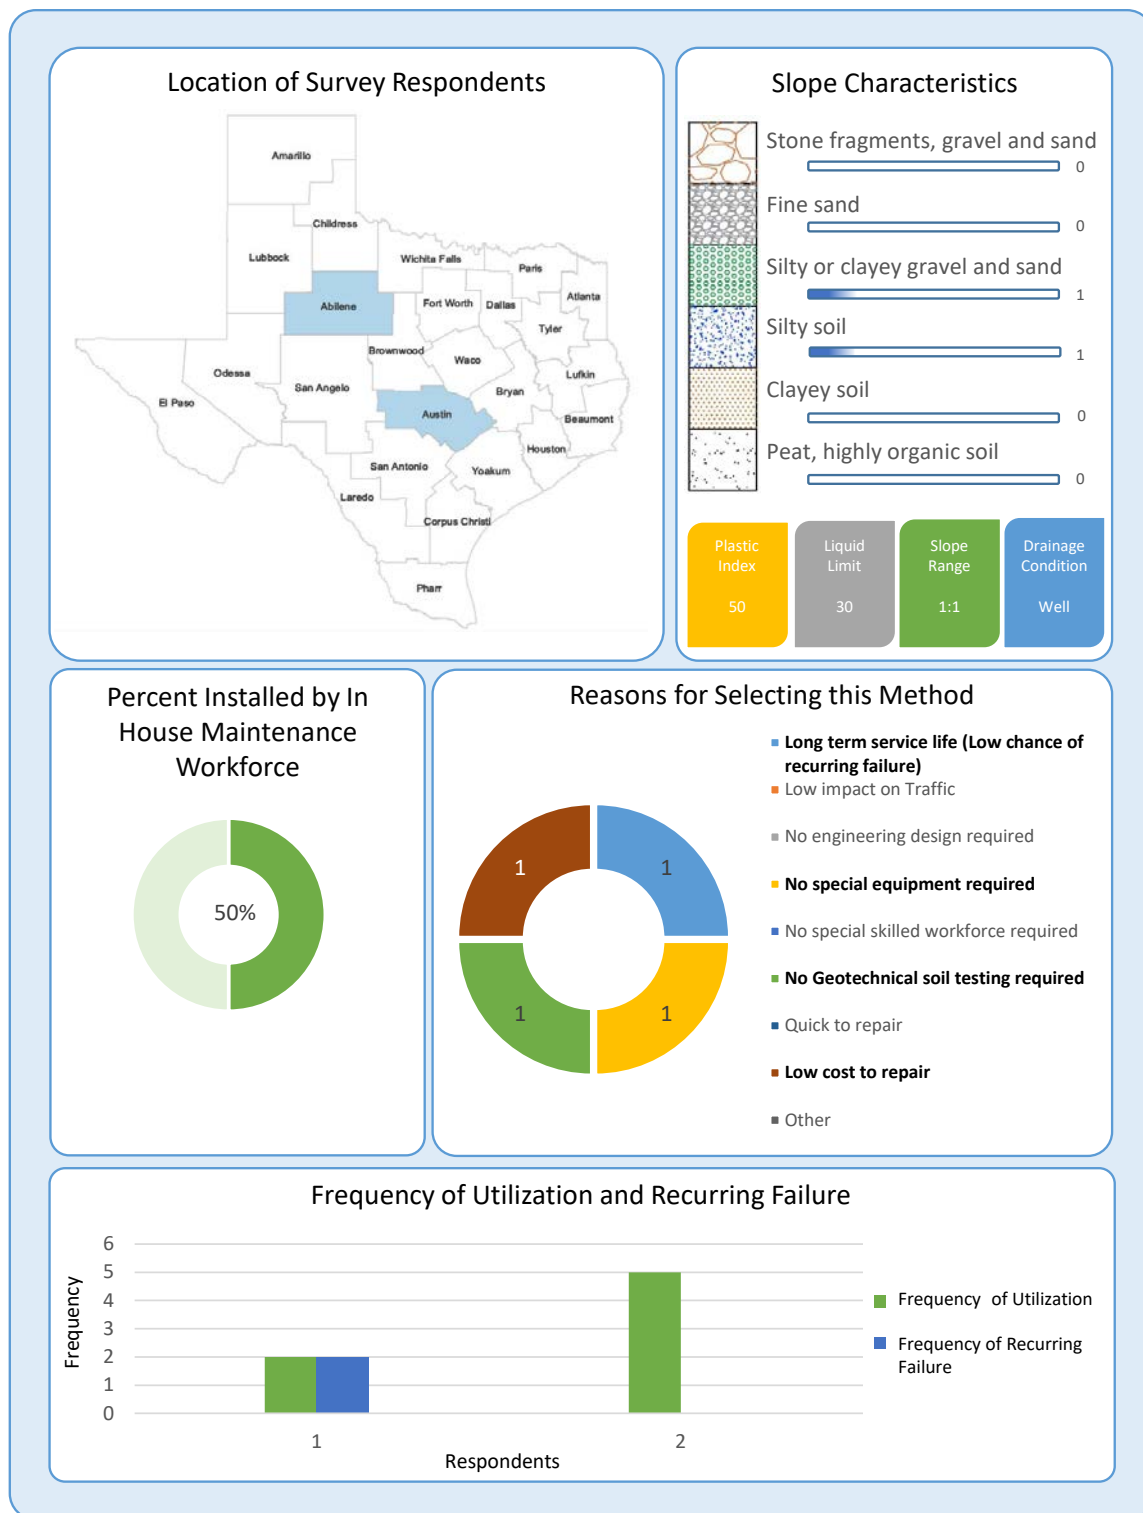 Location of Survey Respondents
Amarillo
Childress
Lubbock
Wichita Falls
Paris
Abilene
Fort Worth
Dallas
Atlanta
Tyler
Brownwood
Waco
Odessa
San Angelo
Lufkin
El Paso
Bryan
Austin
Beaumont
Houston
San Antonio
Yoakum
Laredo
Corpus Christi
Pharr
Slope Characteristics
Stone fragments, gravel and sand
0
Fine sand
0
Silty or clayey gravel and sand
1
Silty soil
1
Clayey soil
0
Peat, highly organic soil
0
Plastic
Index
50
Liquid
Limit
30
Slope
Range
1:1
Drainage
Condition
Well
Percent Installed by In
House Maintenance
Workforce
50%
Reasons for Selecting this Method
1
1
1
1
Long term service life (Low chance of
recurring failure)
Low impact on Traffic
No engineering design required
No special equipment required
No special skilled workforce required
No Geotechnical soil testing required
Quick to repair
Low cost to repair
Other
Frequency of Utilization and Recurring Failure
Frequency
6
5
4
3
2
1
0
1
2
Respondents
Frequency of Utilization
Frequency of Recurring
Failure